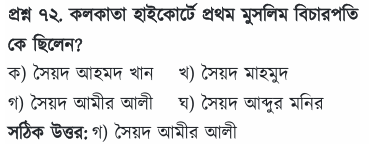 প্রশ্ন ৭২. কলকাতা হাইকোর্টে প্রথম মুসলিম বিচারপতি
কে ছিলেন?
ক) সৈয়দ আহমদ খান খ) সৈয়দ মাহমুদ
গ) সৈয়দ আমীর আলী ঘ) সৈয়দ আব্দুর মনির
সঠিক উত্তর: গ) সৈয়দ আমীর আলী